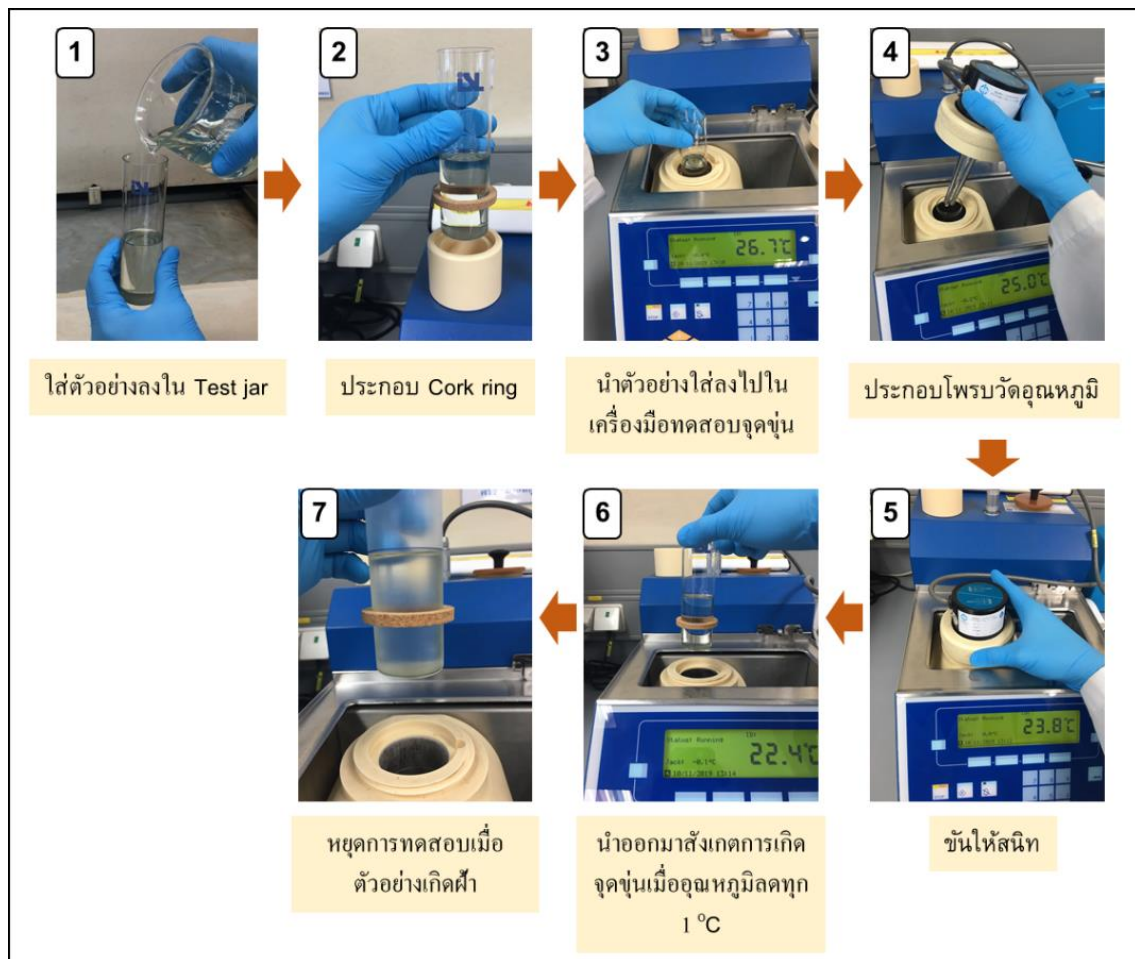 1
2
3
4
ISL
ISL
26.7°C
25.0°C
ใส่ตัวอย่างลงใน Test jar
ประกอบ Cork ring
นำตัวอย่างใส่ลงไปใน
เครื่องมือทดสอบจุดขุ่น
ประกอบโพรบวัดอุณหภูมิ
7
6
5
22.4°C
18/11/2019 13:14
23.8°C
หยุดการทดสอบเมื่อ
ตัวอย่างเกิดฝ้า
นำออกมาสังเกตการเกิด
จุดขุ่นเมื่ออุณหภูมิลดทุก
1 °C
ขันให้สนิท